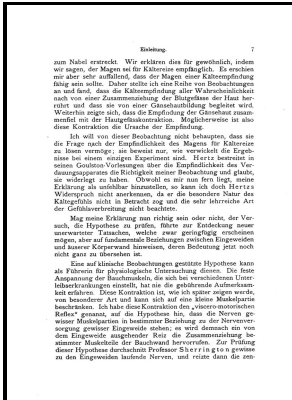 Einleitung. 7
zum Nabel erstreckt. Wir erklären dies für gewöhnlich, indem
wir sagen, der Magen sei für Kältereize empfänglich. Es erschien
mir aber sehr auffallend, dass der Magen einer Kälteempfindung
fähig sein sollte. Daher stellte ich eine Reihe von Beobachtungen
an und fand, dass die Kälteempfindung aller Wahrscheinlichkeit
nach von einer Zusammenziehung der Blutgefässe der Haut her-
rührt und dass sie von einer Gänsehautbildung begleitet wird.
Weiterhin zeigte sich, dass die Empfindung der Gänsehaut zusam-
menfiel mit der Hautgefässkontraktion. Möglicherweise ist also
diese Kontraktion die Ursache der Empfindung.
Ich will von dieser Beobachtung nicht behaupten, dass sie
die Frage nach der Empfindlichkeit des Magens für Kältereize
zu lösen vermöge; sie beweist nur, wie verwickelt die Ergeb-
nisse bei einem einzigen Experiment sind. Hertz bestreitet in
seinen Goulston-Vorlesungen über die Empfindlichkeit des Ver-
dauungsapparates die Richtigkeit meiner Beobachtung und glaubt,
sie widerlegt zu haben. Obwohl es mir nun fern liegt, meine
Erklärung als unfehlbar hinzustellen, so kann ich doch Hertz
Widerspruch nicht anerkennen, da er die besondere Natur des
Kältegefühls nicht in Betracht zog und die sehr lehrreiche Art
der Gefühlsverbreitung nicht beachtete.
Mag meine Erklärung nun richtig sein oder nicht, der Ver-
such, die Hypothese zu prüfen, führte zur Entdeckung neuer
unerwarteter Tatsachen, welche zwar geringfügig erscheinen
mögen, aber auf fundamentale Beziehungen zwischen Eingeweiden
und äusserer Körperwand hinweisen, deren Bedeutung jetzt noch
nicht ganz zu übersehen ist.
Eine auf klinische Beobachtungen gestützte Hypothese kann
als Führerin für physiologische Untersuchung dienen. Die feste
Anspannung der Bauchmuskeln, die sich bei verschiedenen Unter-
leibserkrankungen einstellt, hat nie die gebührende Aufmerksam-
keit erfahren. Diese Kontraktion ist, wie ich später zeigen werde,
von besonderer Art und kann sich auf eine kleine Muskelpartie
beschränken. Ich habe diese Kontraktion den „viscero-motorischen
Reflex“ genannt, auf die Hypothese hin, dass die Nerven ge-
wisser Muskelpartien in bestimmter Beziehung zu der Nervenver-
sorgung gewisser Eingeweide stehen; es wird demnach ein von
dem Eingeweide ausgehender Reiz die Zusammenziehung be-
stimmter Muskelteile der Bauchwand hervorrufen. Zur Prüfung
dieser Hypothese durchschnitt Professor Sherrington gewisse
zu den Eingeweiden laufende Nerven, und reizte dann die zen-